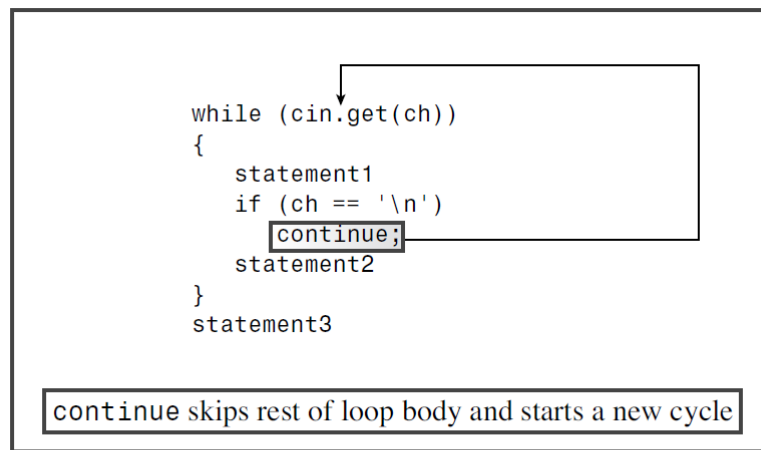 while (cin.get(ch))
{
statement1
if (ch == '\n')
continue;
statement2
}
statement3
continue skips rest of loop body and starts a new cycle